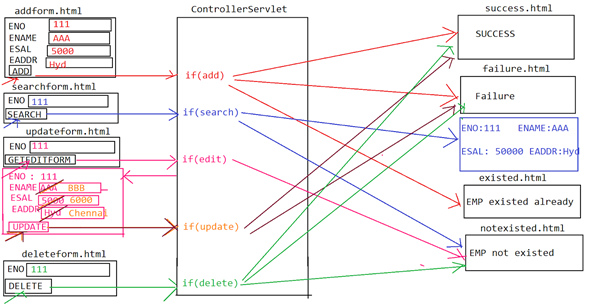 addform.html
ENO 111
ENAME AAA
ESAL 5000
EADDR Hyd
ADD
searchform.html
ENO 111
SEARCH
updateform.html
ENO 111
GETEDITFORM
ENO : 111
ENAME AAA BBB
ESAL 5000 6000
EADDR Hyd Chennai
UPDATE
deleteform.html
ENO 111
DELETE
ControllerServlet
if(add)
if(search)
if(edit)
if(update)
if(delete)
success.html
SUCCESS
failure.html
Failure
ENO:111 ENAME:AAA
ESAL: 50000 EADDR:Hyd
existed.html
EMP existed already
notexisted.html
EMP not existed